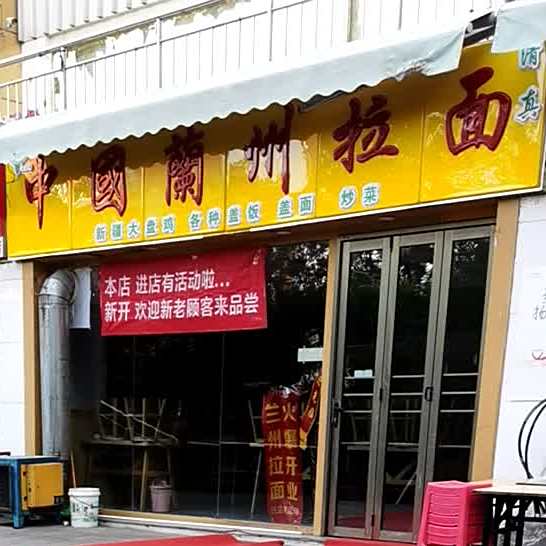 中國蘭州拉面
清真
新疆大盘鸡 各种盖饭 盖面 炒菜
本店 进店有活动啦...
新开 欢迎新老顾客来品尝
火爆开业
兰州拉面